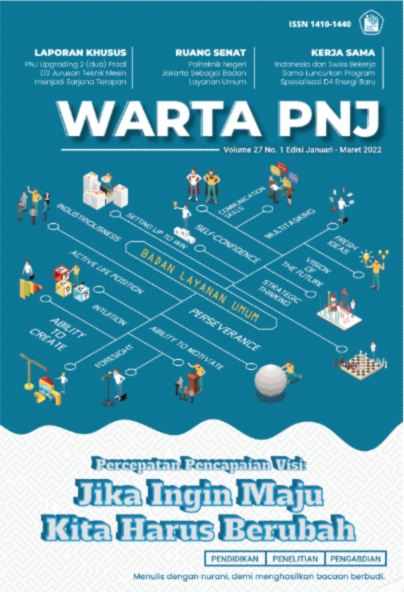 ISSN 1410-1440
LAPORAN KHUSUS
PNJ Upgrading 2 (dua) Prodi
D3 Jurusan Teknik Mesin
menjadi Sarjana Terapan
RUANG SENAT
Politeknik Negeri
Jakarta Sebagai Badan
Layanan Umum
KERJA SAMA
Indonesia dan Swiss Bekerja
Sama Luncurkan Program
Spesialisasi D4 Energi Baru
WARTA PNJ
Volume 27 No. 1 Edisi Januari - Maret 2022
INDUSTRIOUSNESS
SETTING UP TO WIN
COMMUNICATION
SKILLS
SELF-CONFIDENCE
MULTITASKING
FRESH
IDEAS
VISION
OF
THE FUTURE
STRATEGIC
THINKING
ACTIVE LIFE POSITION
BADAN LAYANAN UMUM
INTUITION
PERSEVERANCE
ABILITY
TO
CREATE
FORESIGHT
ABILITY TO MOTIVATE
Percepatan Pencapaian Visi:
Jika Ingin Maju
Kita Harus Berubah
PENDIDIKAN
PENELITIAN
PENGABDIAN
Menulis dengan nurani, demi menghasilkan bacaan berbudi.